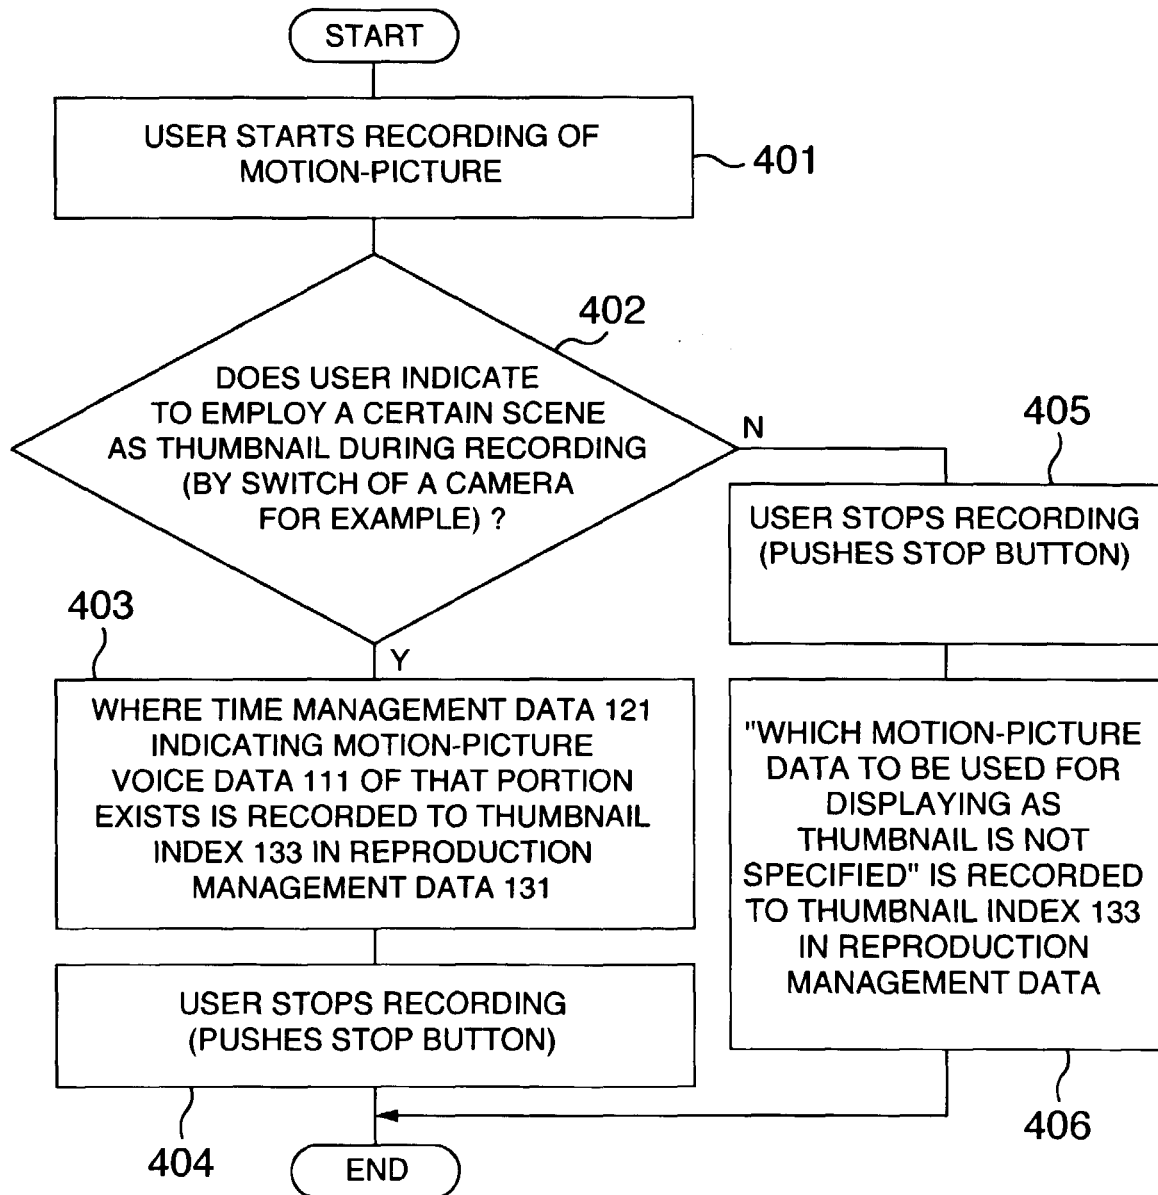 START
USER STARTS RECORDING OF
MOTION-PICTURE
401
402
DOES USER INDICATE
TO EMPLOY A CERTAIN SCENE
AS THUMBNAIL DURING RECORDING
(BY SWITCH OF A CAMERA
FOR EXAMPLE) ?
N
Y
403
WHERE TIME MANAGEMENT DATA 121
INDICATING MOTION-PICTURE
VOICE DATA 111 OF THAT PORTION
EXISTS IS RECORDED TO THUMBNAIL
INDEX 133 IN REPRODUCTION
MANAGEMENT DATA 131
USER STOPS RECORDING
(PUSHES STOP BUTTON)
404
405
USER STOPS RECORDING
(PUSHES STOP BUTTON)
"WHICH MOTION-PICTURE
DATA TO BE USED FOR
DISPLAYING AS
THUMBNAIL IS NOT
SPECIFIED" IS RECORDED
TO THUMBNAIL INDEX 133
IN REPRODUCTION
MANAGEMENT DATA
406
END